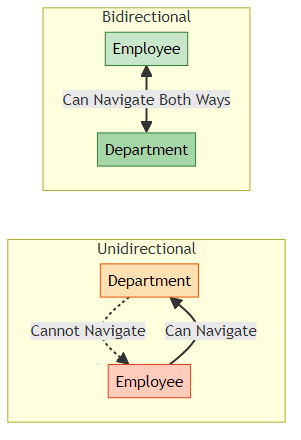 Bidirectional
Employee
Can Navigate Both Ways
Department
Unidirectional
Department
Cannot Navigate
Can Navigate
Employee